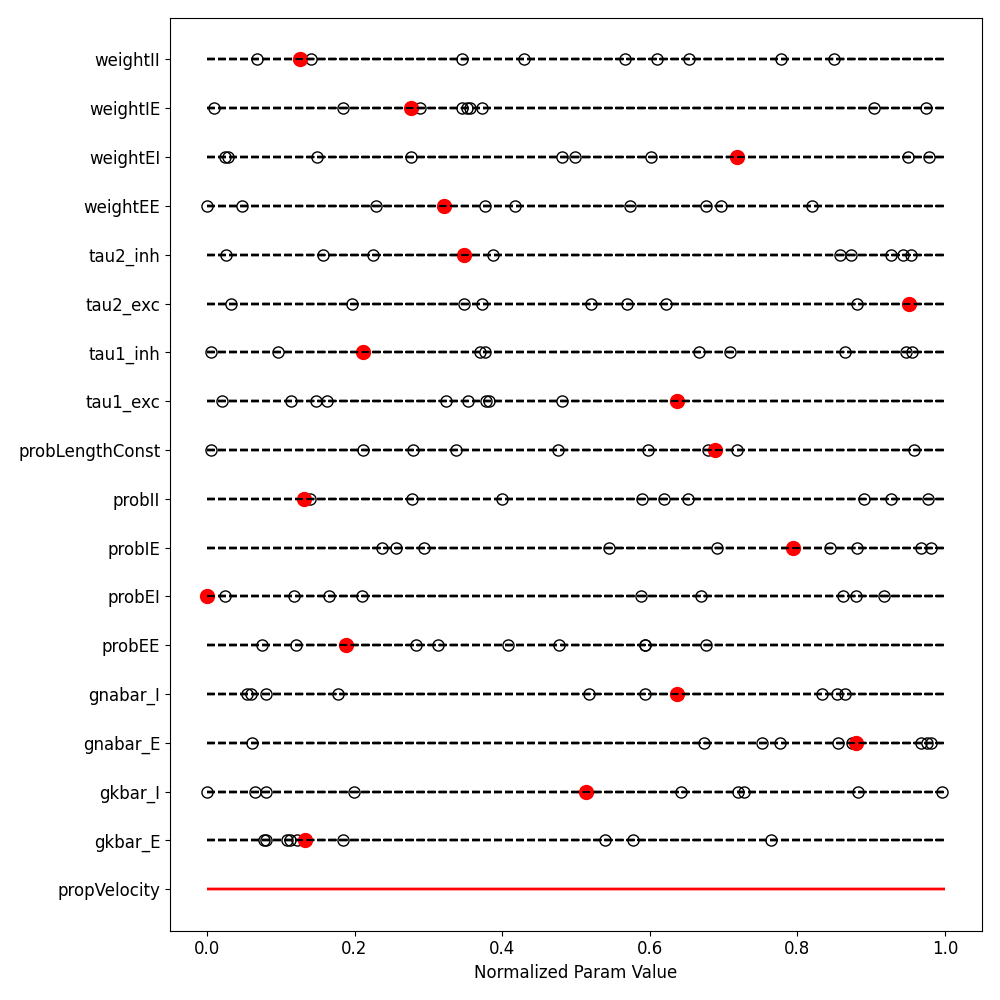 weightII
weightIE
weightEI
weightEE
tau2_inh
tau2_exc
tau1_inh
tau1_exc
probLengthConst
probII
probIE
probEI
probEE
gnabar_I
gnabar_E
gkbar_I
gkbar_E
propVelocity
0.0 0.2 0.4 0.6 0.8 1.0
Normalized Param Value